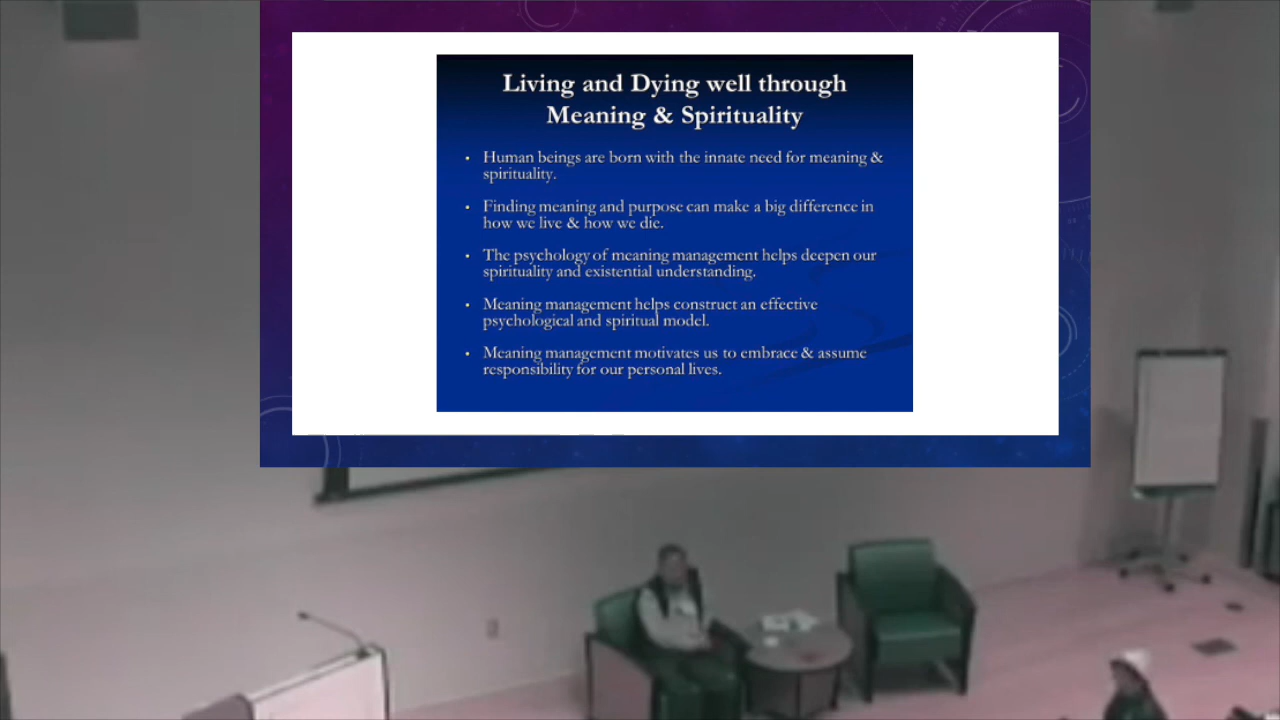 Living and Dying well through
Meaning & Spirituality
• Human beings are born with the innate need for meaning &
spirituality.
• Finding meaning and purpose can make a big difference in
how we live & how we die.
• The psychology of meaning management helps deepen our
spirituality and existential understanding.
• Meaning management helps construct an effective
psychological and spiritual model.
• Meaning management motivates us to embrace & assume
responsibility for our personal lives.